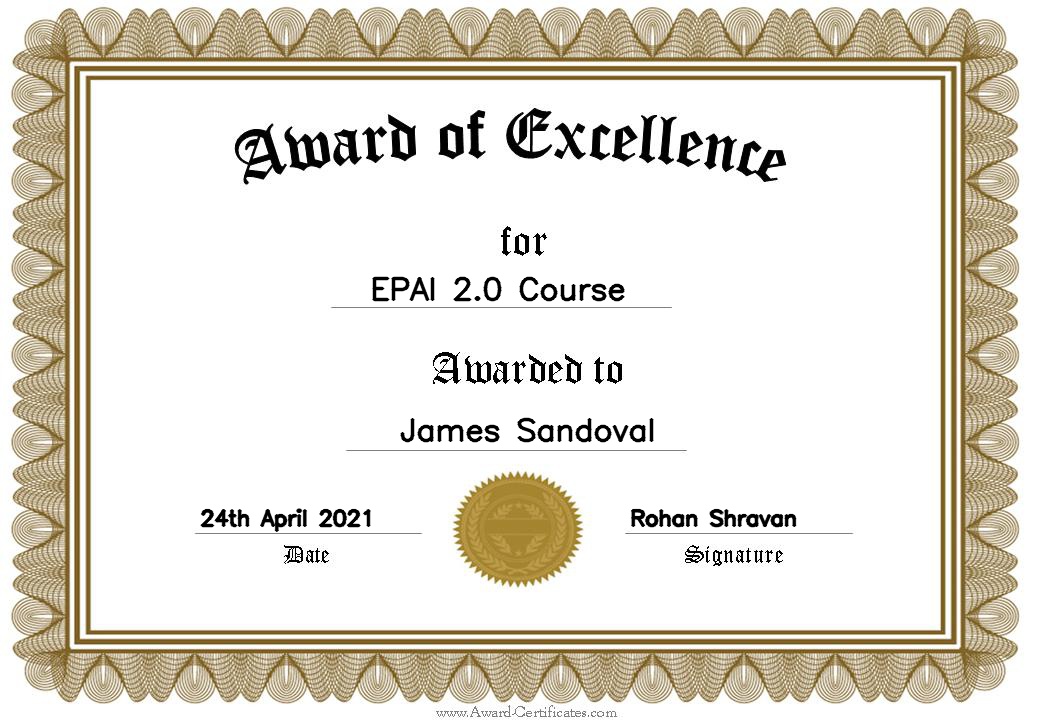 Award of Excellence
for
EPAI 2.0 Course
Awarded to
James Sandoval
24th April 2021
Rohan Shravan
Date
Signature
www.Award-Certificates.com